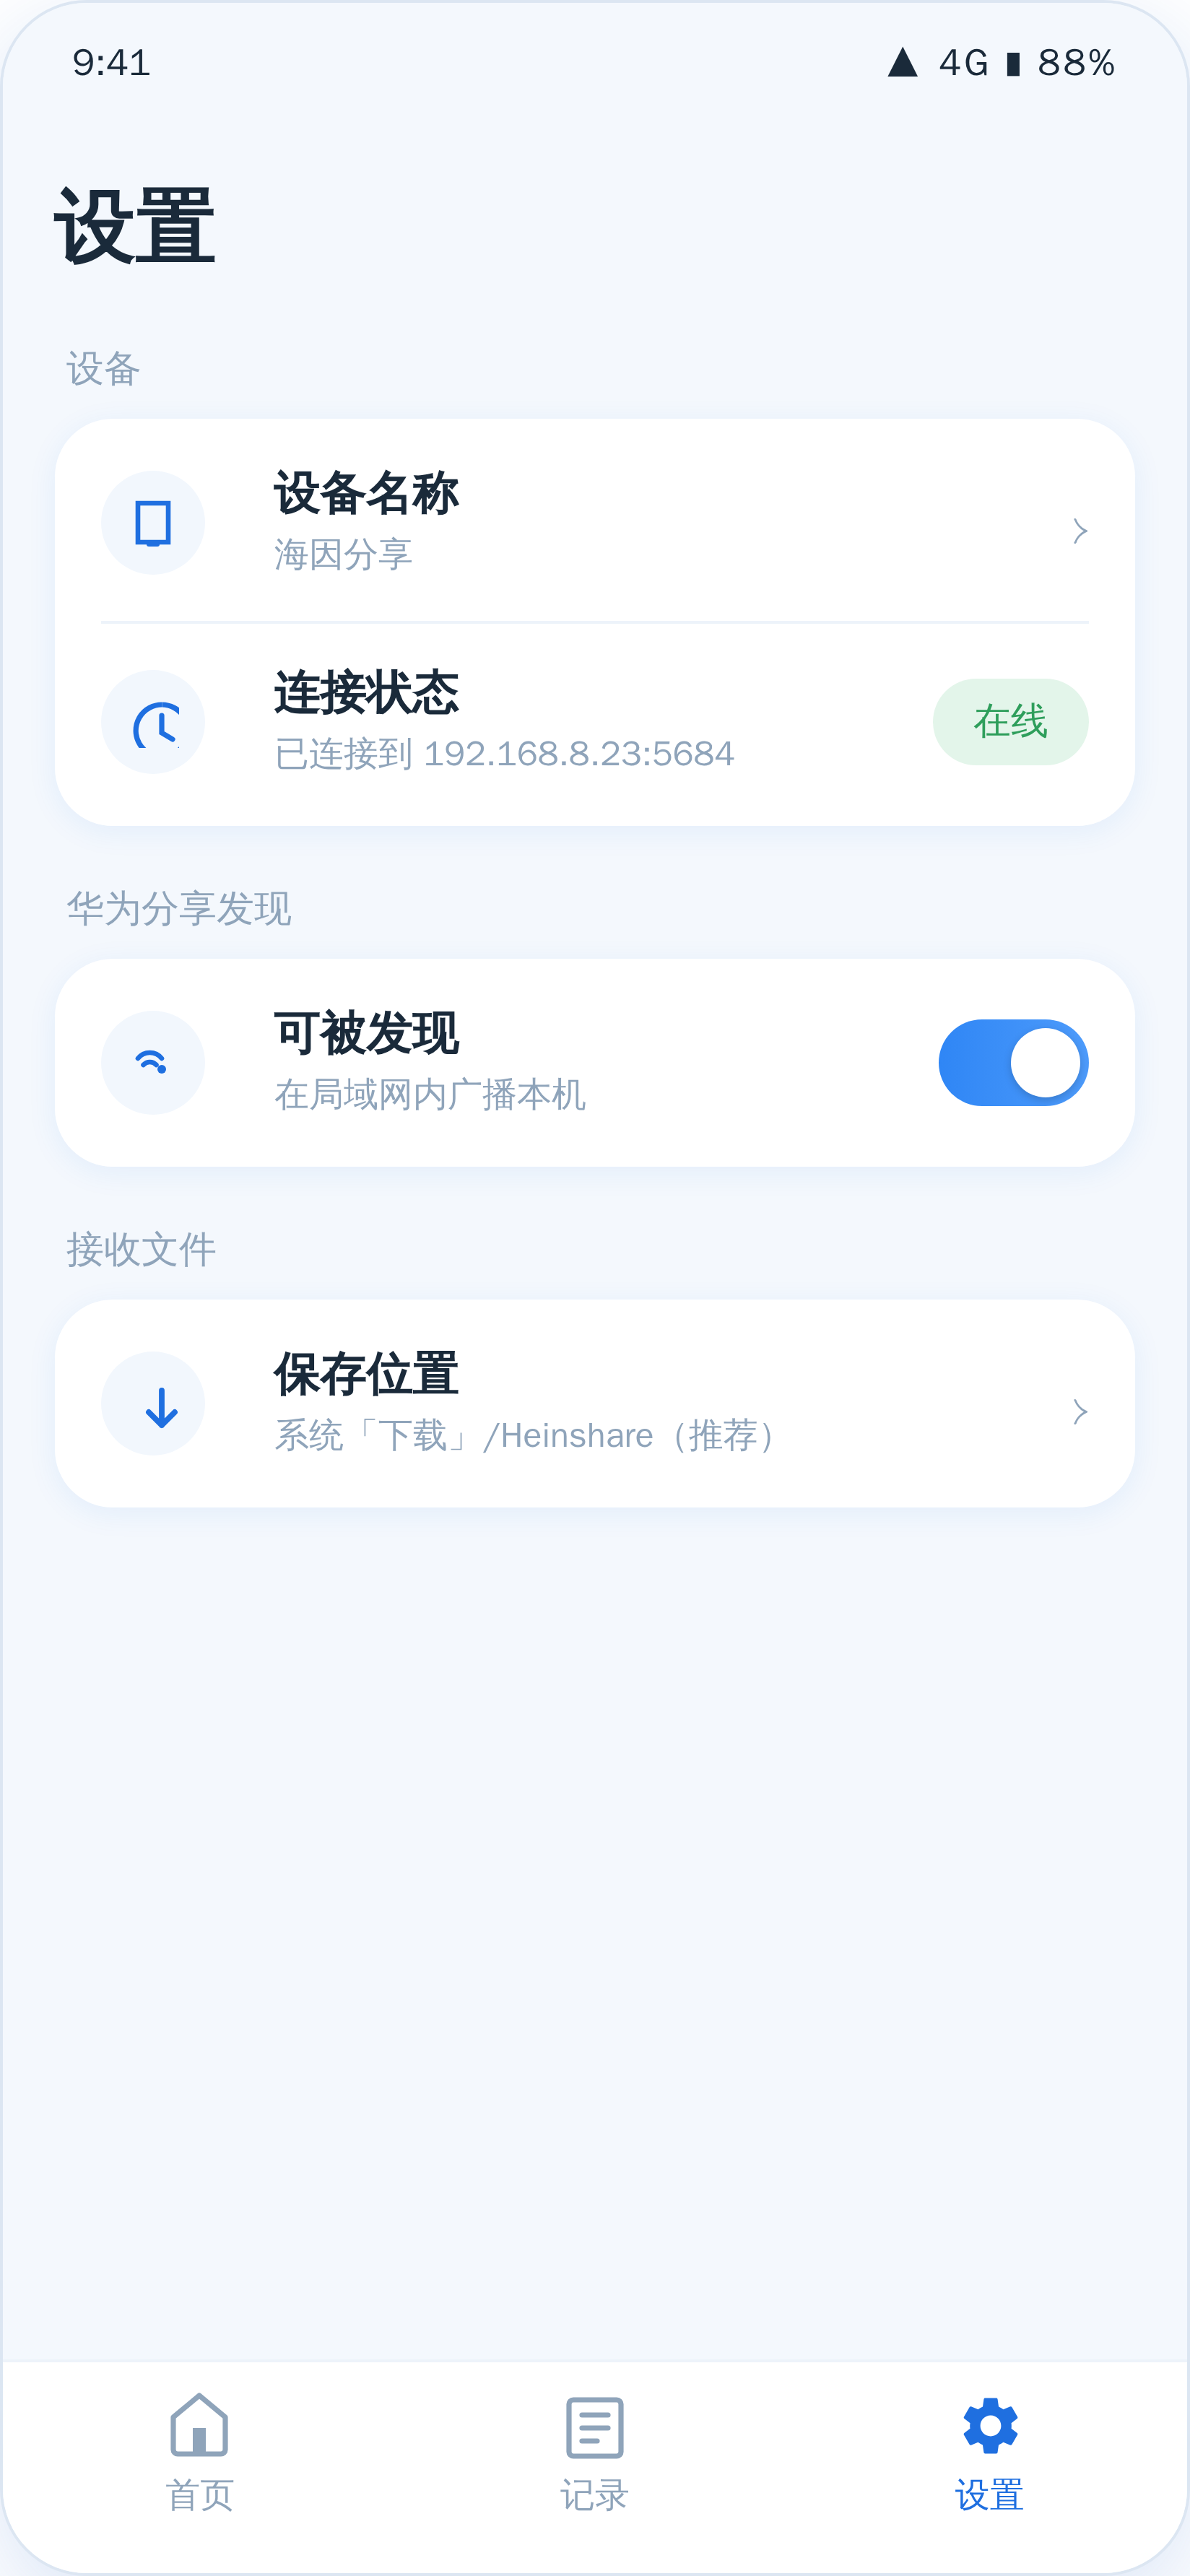 9:41
4G 88%
设置
设备
设备名称
海因分享
连接状态
已连接到 192.168.8.23:5684
在线
华为分享发现
可被发现
在局域网内广播本机
接收文件
保存位置
系统「下载」/Heinshare（推荐）
首页
记录
设置